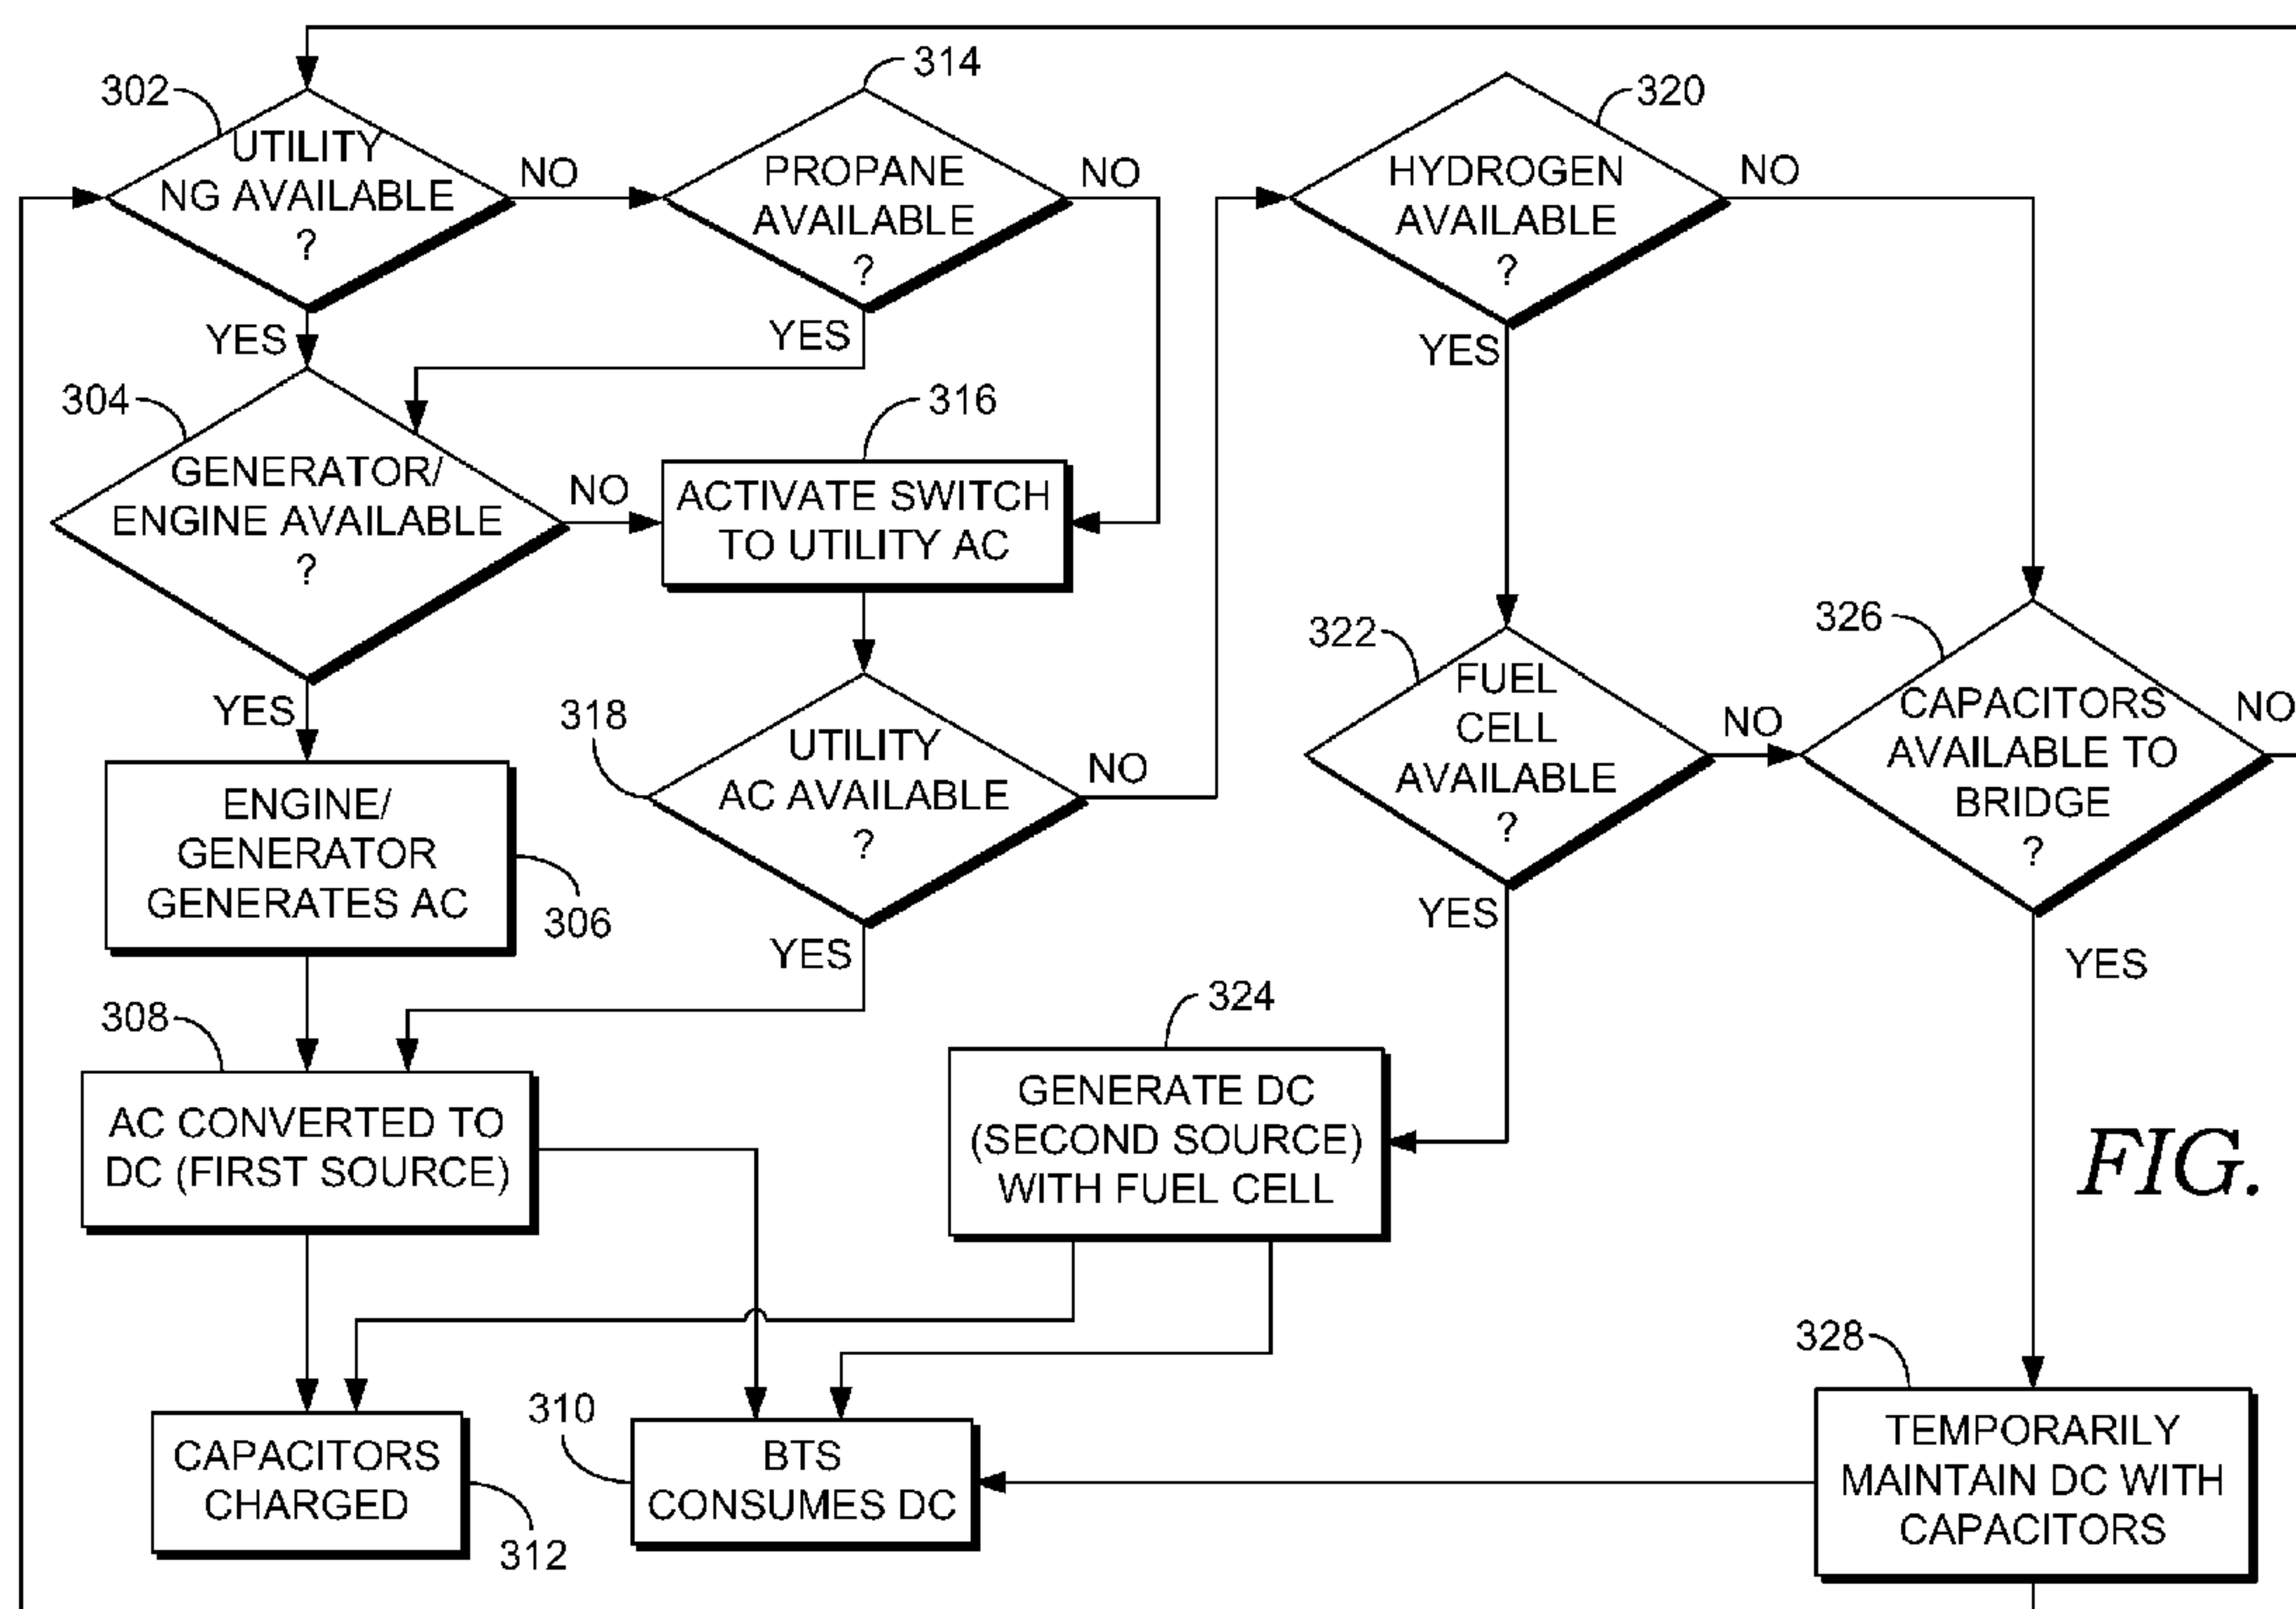 302
UTILITY
NG AVAILABLE
?
NO
YES
314
PROPANE
AVAILABLE
?
NO
YES
320
HYDROGEN
AVAILABLE
?
NO
YES
304
GENERATOR/
ENGINE AVAILABLE
?
NO
YES
316
ACTIVATE SWITCH
TO UTILITY AC
318
UTILITY
AC AVAILABLE
?
NO
YES
322
FUEL
CELL
AVAILABLE
?
NO
YES
326
CAPACITORS
AVAILABLE TO
BRIDGE
?
NO
YES
ENGINE/
GENERATOR
GENERATES AC
306
308
AC CONVERTED TO
DC (FIRST SOURCE)
324
GENERATE DC
(SECOND SOURCE)
WITH FUEL CELL
FIG.
CAPACITORS
CHARGED
312
310
BTS
CONSUMES DC
328
TEMPORARILY
MAINTAIN DC WITH
CAPACITORS